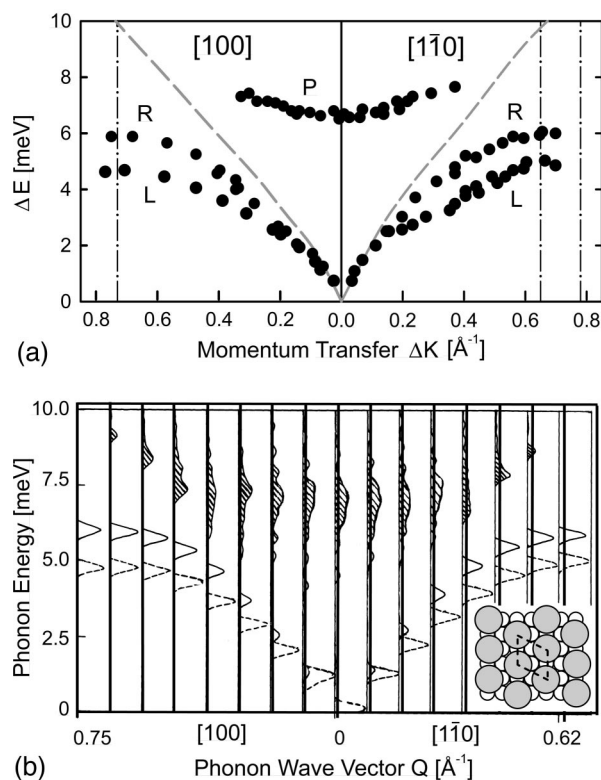 10
8
6
4
2
0
ΔE [meV]
[100]
[11̅0]
P
R
L
R
L
0.8 0.6 0.4 0.2 0.0 0.2 0.4 0.6 0.8
(a)
Momentum Transfer ΔK [Å⁻¹]
10.0
7.5
5.0
2.5
0
Phonon Energy [meV]
0.75 [100] 0 [11̅0] 0.62
(b)
Phonon Wave Vector Q [Å⁻¹]